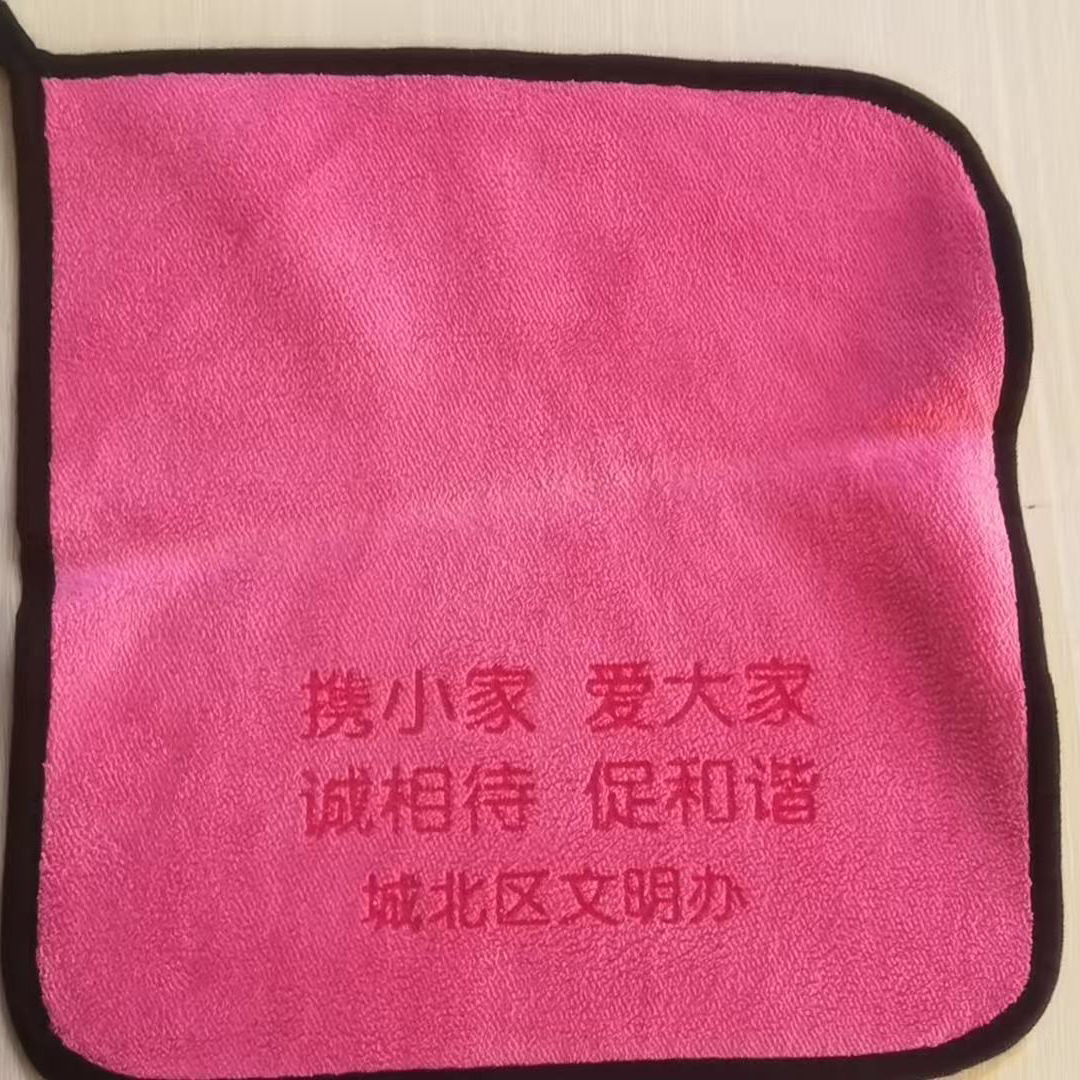 携小家 爱大家
诚相待 促和谐
城北区文明办